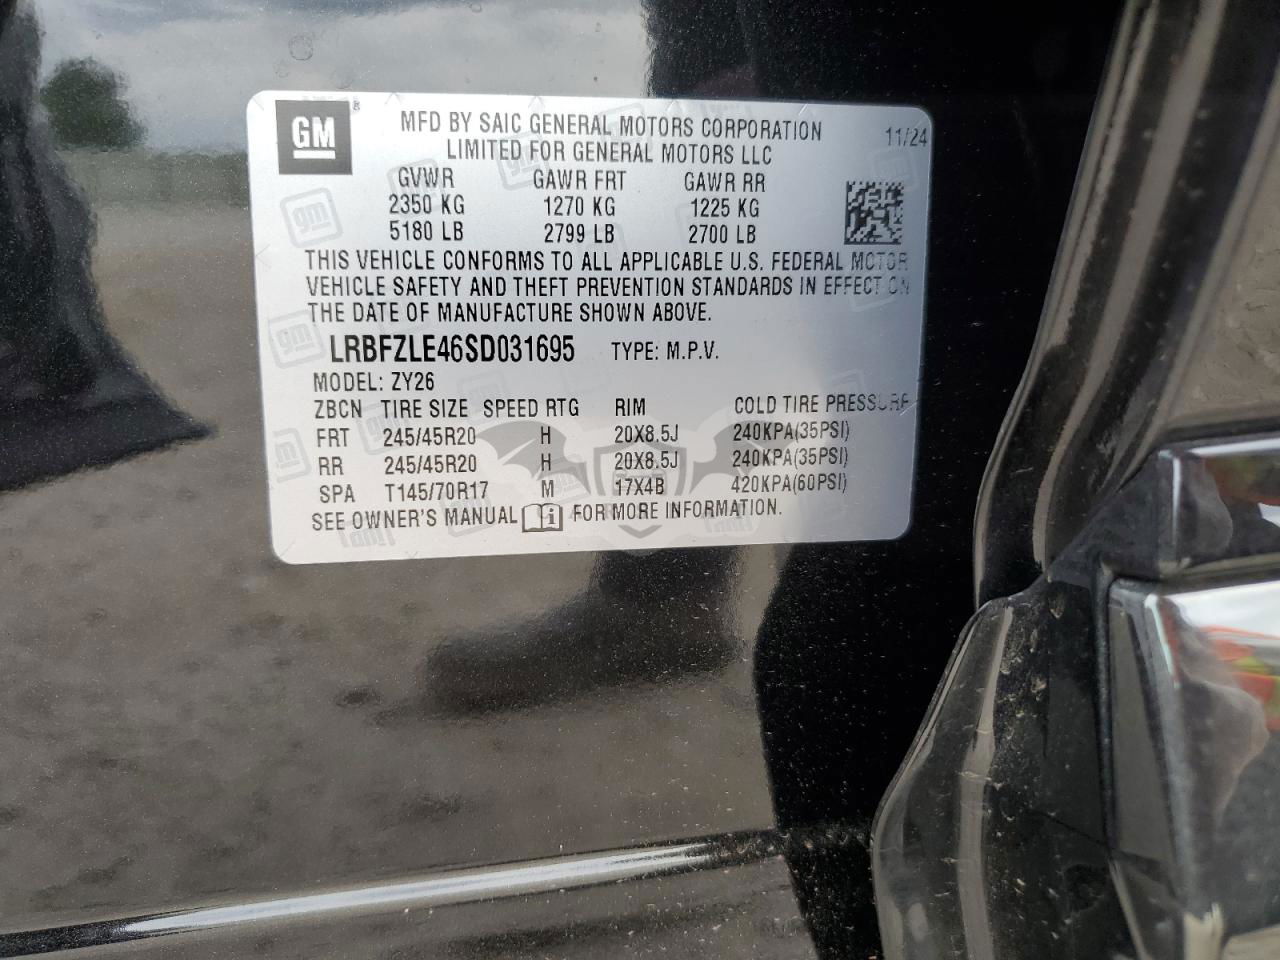 GM ®
MFD BY SAIC GENERAL MOTORS CORPORATION 11/24
LIMITED FOR GENERAL MOTORS LLC
GVWR GAWR FRT GAWR RR
2350 KG 1270 KG 1225 KG
5180 LB 2799 LB 2700 LB
THIS VEHICLE CONFORMS TO ALL APPLICABLE U.S. FEDERAL MOTOR
VEHICLE SAFETY AND THEFT PREVENTION STANDARDS IN EFFECT ON
THE DATE OF MANUFACTURE SHOWN ABOVE.
LRBFZLE46SD031695 TYPE: M.P.V.
MODEL: ZY26
ZBCN TIRE SIZE SPEED RTG RIM COLD TIRE PRESSURE
FRT 245/45R20 H 20X8.5J 240KPA(35PSI)
RR 245/45R20 H 20X8.5J 240KPA(35PSI)
SPA T145/70R17 M 17X4B 420KPA(60PSI)
SEE OWNER'S MANUAL i FOR MORE INFORMATION.